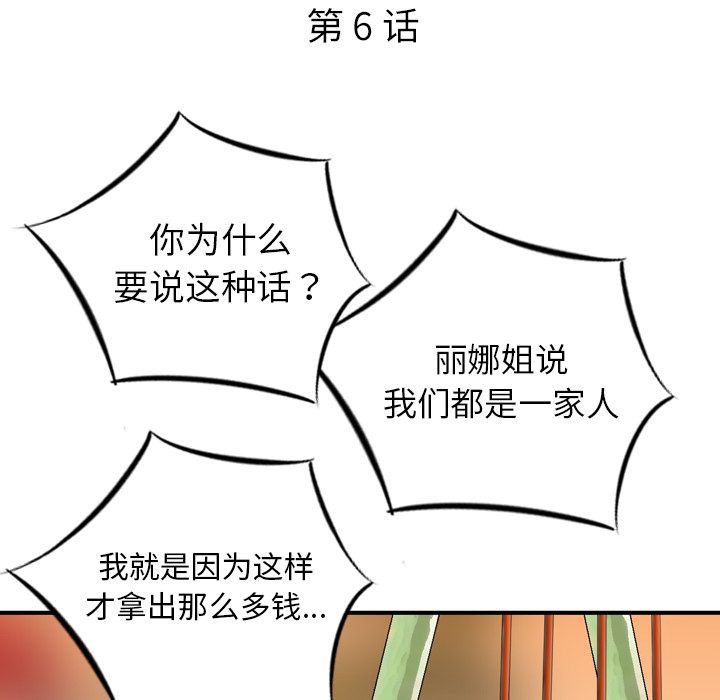 第6话
你为什么
要说这种话？
丽娜姐说
我们都是一家人
我就是因为这样
才拿出那么多钱...